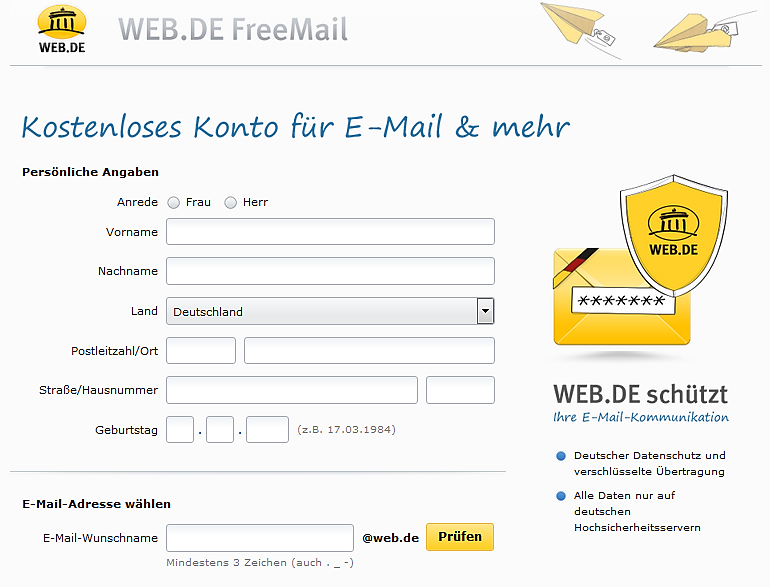 WEB.DE
WEB.DE FreeMail
Kostenloses Konto für E-Mail & mehr
Persönliche Angaben
Anrede Frau Herr
Vorname
Nachname
Land Deutschland
Postleitzahl/Ort
Straße/Hausnummer
Geburtstag . . (z.B. 17.03.1984)
E-Mail-Adresse wählen
E-Mail-Wunschname @web.de Prüfen
Mindestens 3 Zeichen (auch . _ -)
WEB.DE
*******
WEB.DE schützt
Ihre E-Mail-Kommunikation
Deutscher Datenschutz und
verschlüsselte Übertragung
Alle Daten nur auf
deutschen
Hochsicherheitsservern